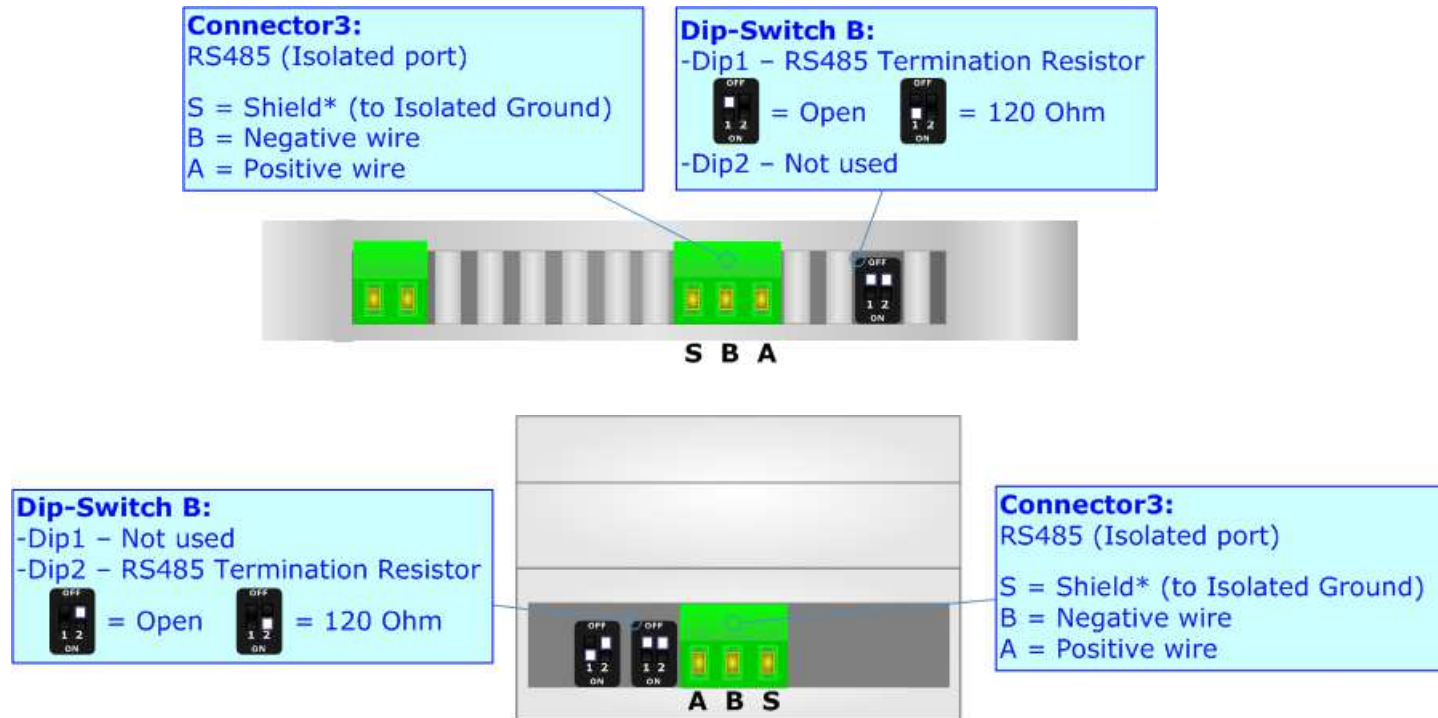 Connector3:
RS485 (Isolated port)
S = Shield* (to Isolated Ground)
B = Negative wire
A = Positive wire
Dip-Switch B:
-Dip1 – RS485 Termination Resistor
OFF
1 2
ON
= Open
OFF
1 2
ON
= 120 Ohm
-Dip2 – Not used
OFF
1 2
ON
S B A
Dip-Switch B:
-Dip1 – Not used
-Dip2 – RS485 Termination Resistor
OFF
1 2
ON
= Open
OFF
1 2
ON
= 120 Ohm
OFF
1 2
ON
OFF
1 2
ON
A B S
Connector3:
RS485 (Isolated port)
S = Shield* (to Isolated Ground)
B = Negative wire
A = Positive wire